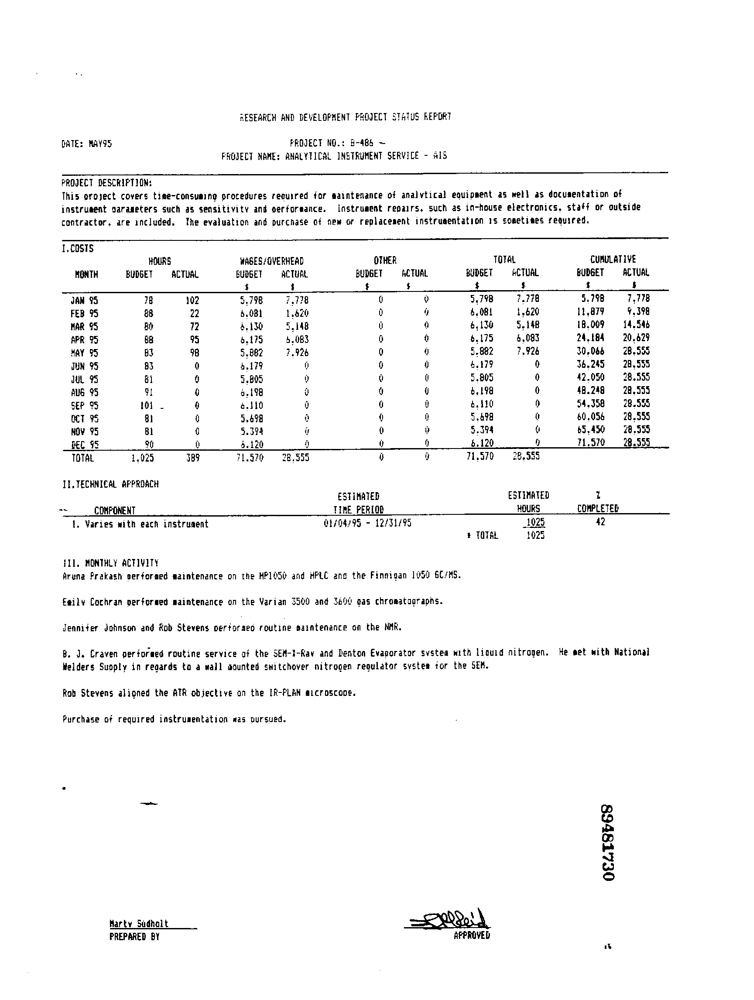 RESEARCH AND DEVELOPMENT PROJECT STATUS REPORT
DATE: MAY95 PROJECT NO.: B-486 -
PROJECT NAME: ANALYTICAL INSTRUMENT SERVICE - AIS
PROJECT DESCRIPTION:
This project covers time-consuming procedures required for maintenance of analytical equipment as well as documentation of
instrument parameters such as sensitivity and performance. Instrument repairs, such as in-house electronics, staff or outside
contractor, are included. The evaluation and purchase of new or replacement instrumentation is sometimes required.
I.COSTS
HOURS WAGES/OVERHEAD OTHER TOTAL CUMULATIVE
MONTH BUDGET ACTUAL BUDGET ACTUAL BUDGET ACTUAL BUDGET ACTUAL BUDGET ACTUAL
$ $ $ $ $ $ $ $
JAN 95 78 102 5,798 7,778 0 0 5,798 7,778 5,798 7,778
FEB 95 88 22 6,081 1,620 0 0 6,081 1,620 11,879 9,398
MAR 95 80 72 6,130 5,148 0 0 6,130 5,148 18,009 14,546
APR 95 88 95 6,175 6,083 0 0 6,175 6,083 24,184 20,629
MAY 95 83 98 5,882 7,926 0 0 5,882 7,926 30,066 28,555
JUN 95 83 0 6,179 0 0 0 6,179 0 36,245 28,555
JUL 95 81 0 5,805 0 0 0 5,805 0 42,050 28,555
AUG 95 91 0 6,198 0 0 0 6,198 0 48,248 28,555
SEP 95 101 - 0 6,110 0 0 0 6,110 0 54,358 28,555
OCT 95 81 0 5,698 0 0 0 5,698 0 60,056 28,555
NOV 95 81 0 5,394 0 0 0 5,394 0 65,450 28,555
DEC 95 90 0 6,120 0 0 0 6,120 0 71,570 28,555
TOTAL 1,025 389 71,570 28,555 0 0 71,570 28,555
II.TECHNICAL APPROACH
ESTIMATED ESTIMATED %
COMPONENT TIME PERIOD HOURS COMPLETED
1. Varies with each instrument 01/04/95 - 12/31/95 1025 42
* TOTAL 1025
III. MONTHLY ACTIVITY
Aruna Prakash performed maintenance on the HP1050 and HPLC and the Finnigan 1050 GC/MS.
Emily Cochran performed maintenance on the Varian 3500 and 3600 gas chromatographs.
Jennifer Johnson and Rob Stevens performed routine maintenance on the NMR.
B. J. Craven performed routine service of the SEM-X-Ray and Denton Evaporator system with liquid nitrogen. He met with National
Welders Supply in regards to a wall mounted switchover nitrogen regulator system for the SEM.
Rob Stevens aligned the ATR objective on the IR-PLAN microscope.
Purchase of required instrumentation was pursued.
89481730
Marty Sudholt
PREPARED BY APPROVED